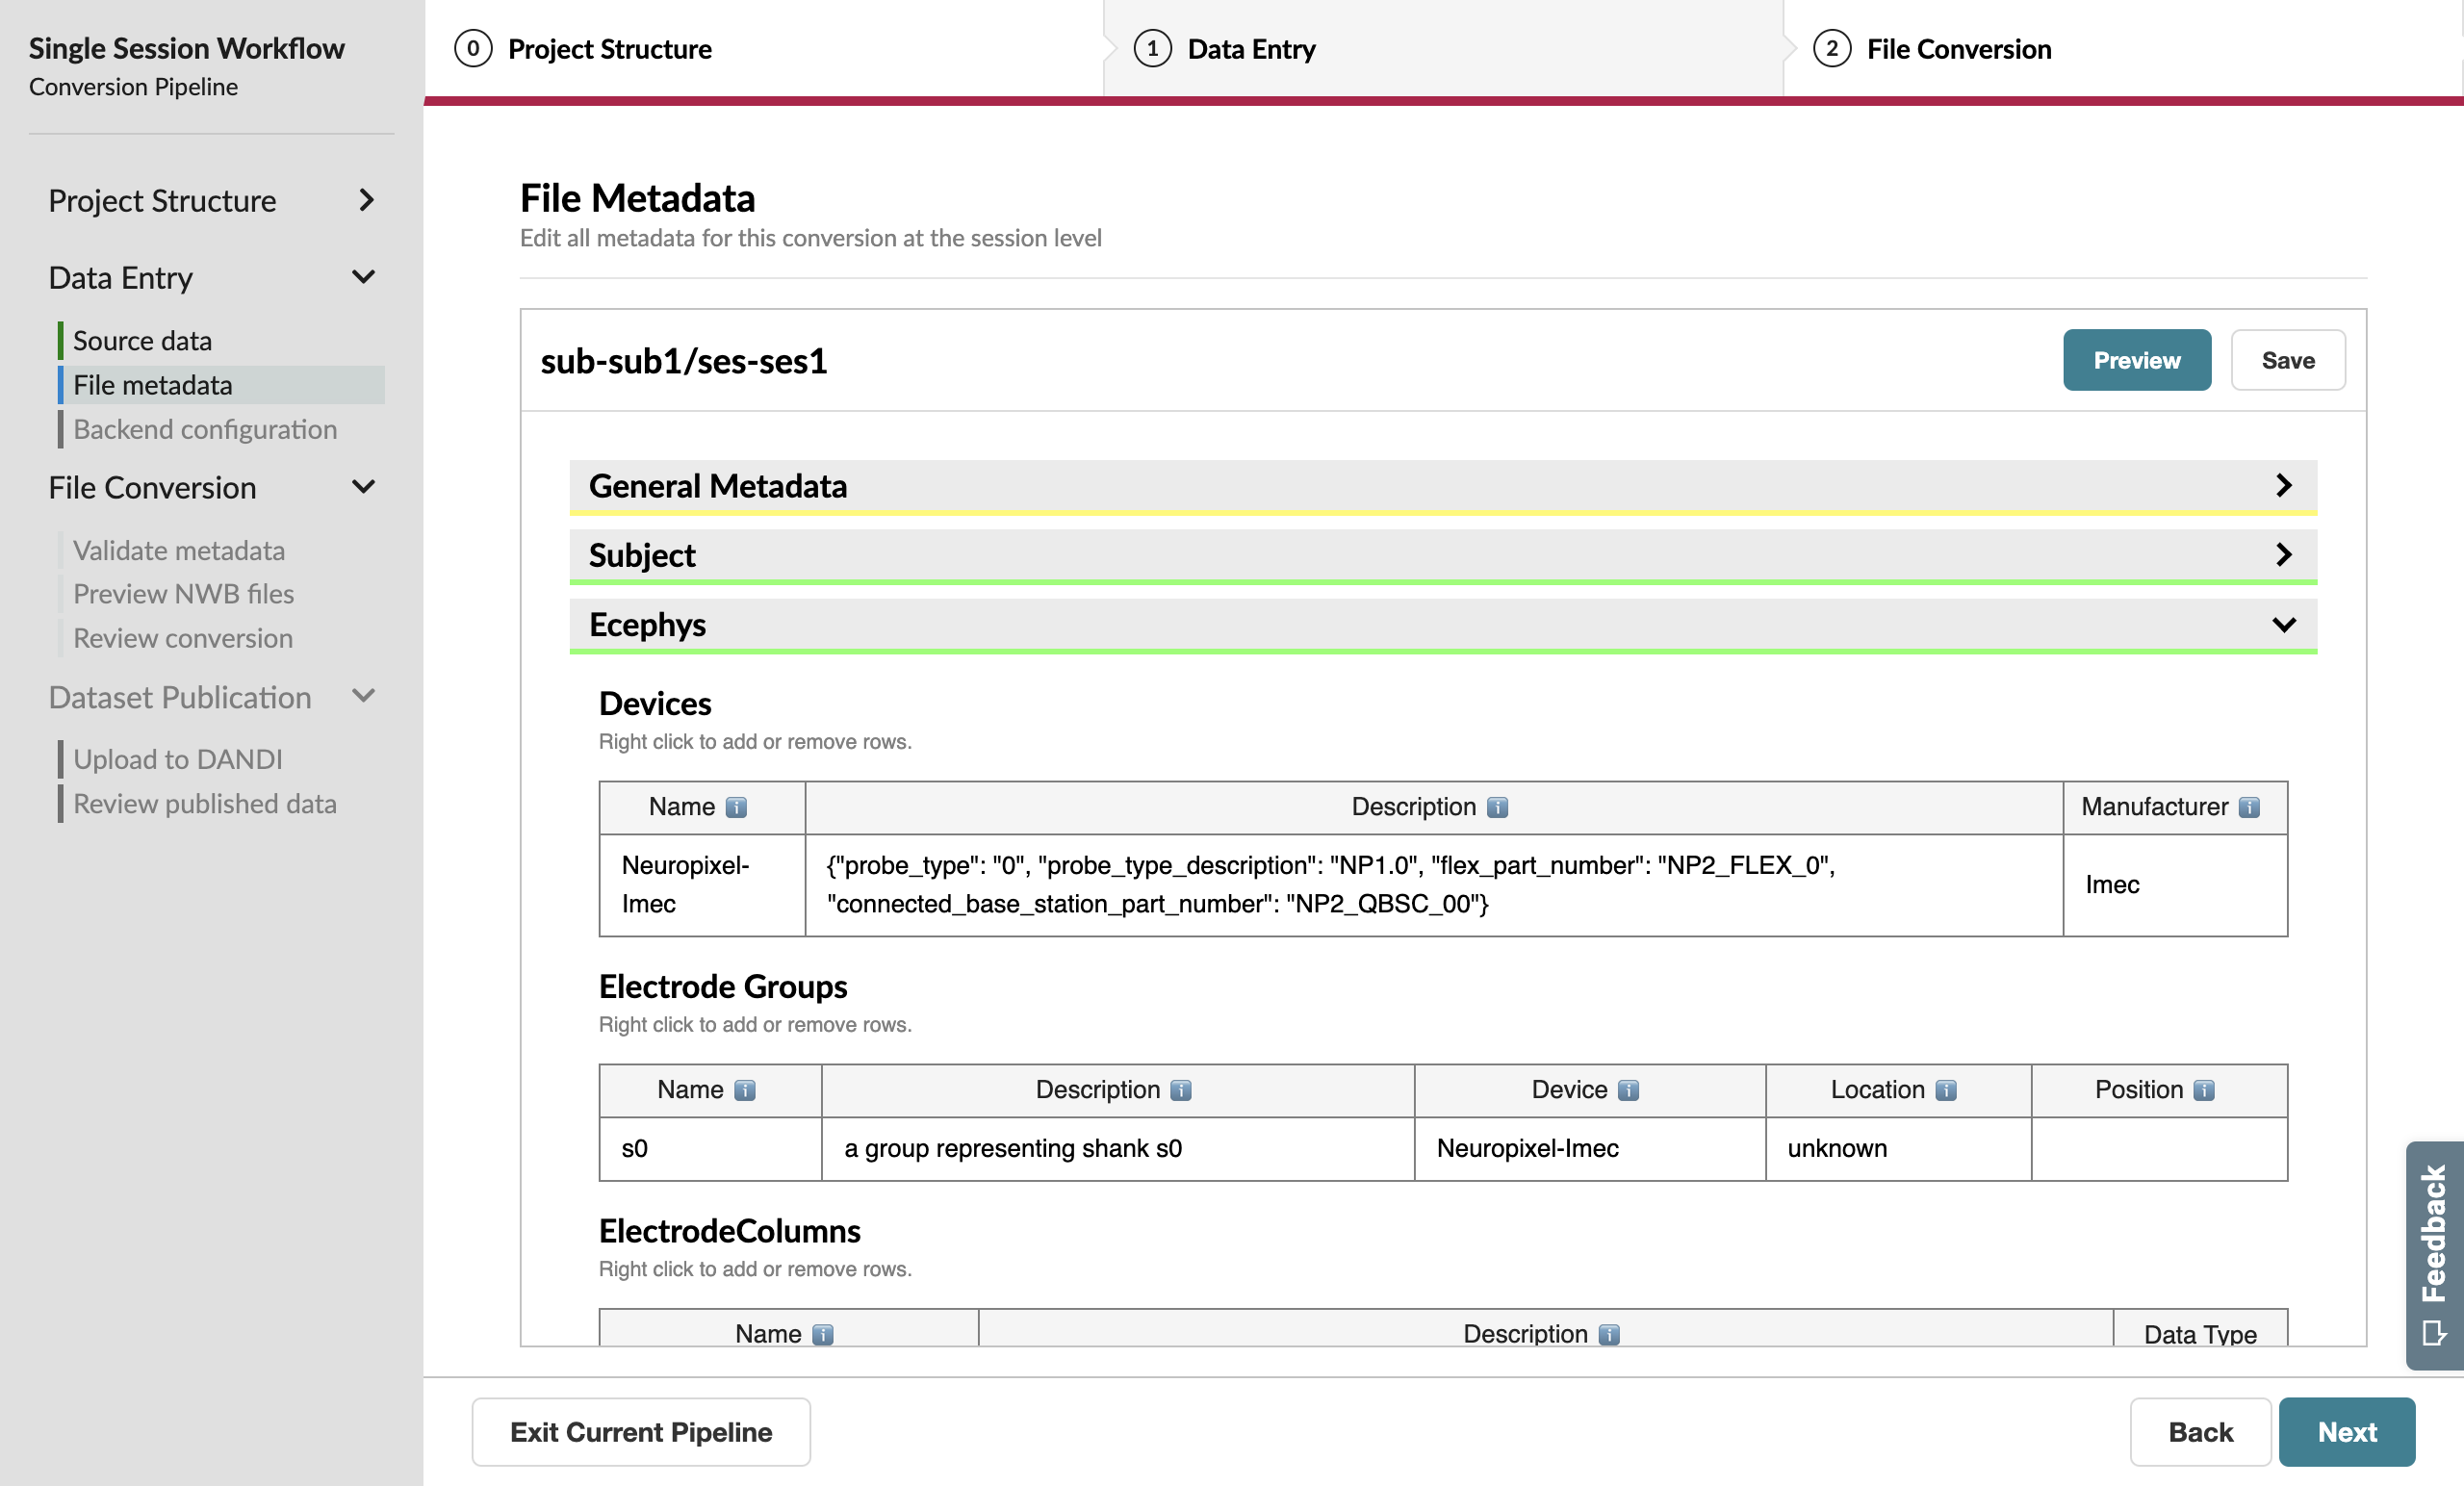 Single Session Workflow
Conversion Pipeline
Project Structure
Data Entry
Source data
File metadata
Backend configuration
File Conversion
Validate metadata
Preview NWB files
Review conversion
Dataset Publication
Upload to DANDI
Review published data
0 Project Structure
1 Data Entry
2 File Conversion
File Metadata
Edit all metadata for this conversion at the session level
sub-sub1/ses-ses1
Preview
Save
General Metadata
Subject
Ecephys
Devices
Right click to add or remove rows.
Name i Description i Manufacturer i
Neuropixel-
Imec
{"probe_type": "0", "probe_type_description": "NP1.0", "flex_part_number": "NP2_FLEX_0",
"connected_base_station_part_number": "NP2_QBSC_00"}
Imec
Electrode Groups
Right click to add or remove rows.
Name i Description i Device i Location i Position i
s0 a group representing shank s0 Neuropixel-Imec unknown
ElectrodeColumns
Right click to add or remove rows.
Name i Description i Data Type
Feedback
Exit Current Pipeline
Back
Next